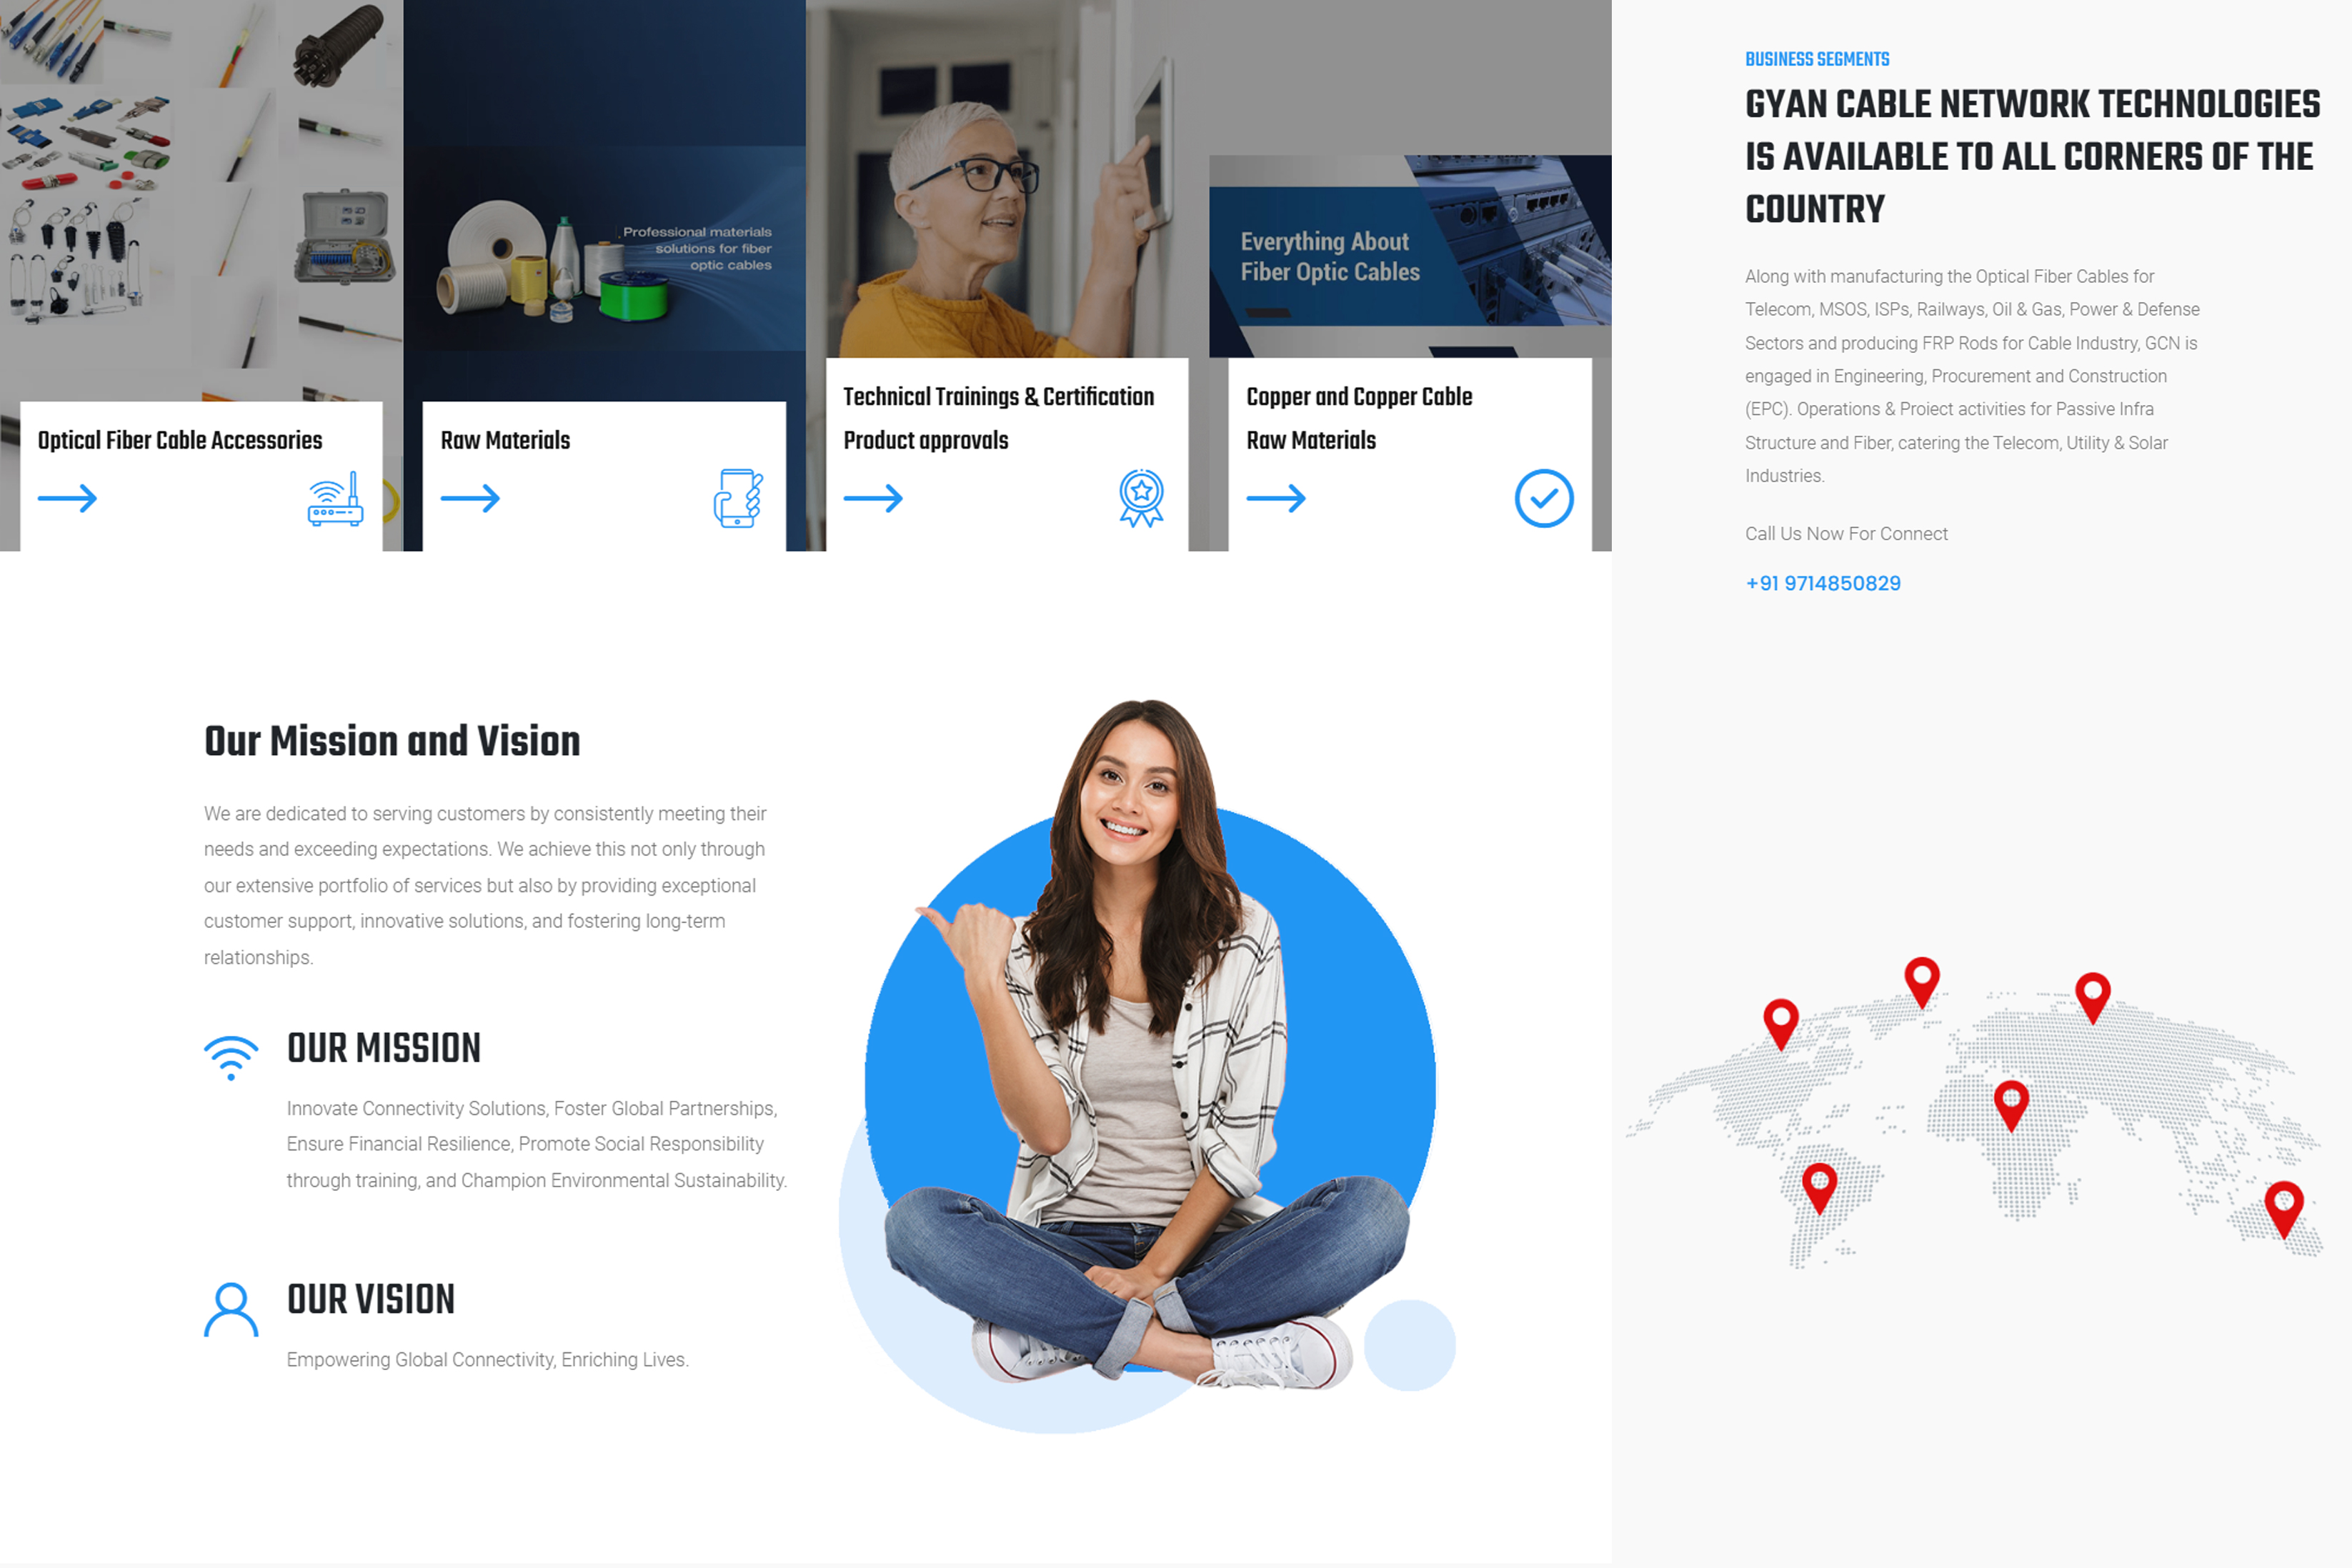 Professional materials
solutions for fiber
optic cables
Everything About
Fiber Optic Cables
Optical Fiber Cable Accessories
Raw Materials
Technical Trainings & Certification
Product approvals
Copper and Copper Cable
Raw Materials
BUSINESS SEGMENTS
GYAN CABLE NETWORK TECHNOLOGIES
IS AVAILABLE TO ALL CORNERS OF THE
COUNTRY
Along with manufacturing the Optical Fiber Cables for
Telecom, MSOS, ISPs, Railways, Oil & Gas, Power & Defense
Sectors and producing FRP Rods for Cable Industry, GCN is
engaged in Engineering, Procurement and Construction
(EPC). Operations & Proiect activities for Passive Infra
Structure and Fiber, catering the Telecom, Utility & Solar
Industries.
Call Us Now For Connect
+91 9714850829
Our Mission and Vision
We are dedicated to serving customers by consistently meeting their
needs and exceeding expectations. We achieve this not only through
our extensive portfolio of services but also by providing exceptional
customer support, innovative solutions, and fostering long-term
relationships.
OUR MISSION
Innovate Connectivity Solutions, Foster Global Partnerships,
Ensure Financial Resilience, Promote Social Responsibility
through training, and Champion Environmental Sustainability.
OUR VISION
Empowering Global Connectivity, Enriching Lives.